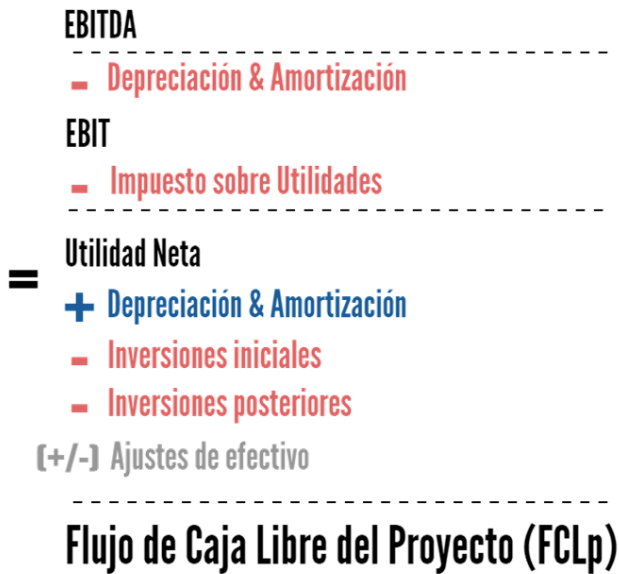 EBITDA
- Depreciación & Amortización
EBIT
- Impuesto sobre Utilidades
= Utilidad Neta
+ Depreciación & Amortización
- Inversiones iniciales
- Inversiones posteriores
(+/-) Ajustes de efectivo
Flujo de Caja Libre del Proyecto (FCLp)